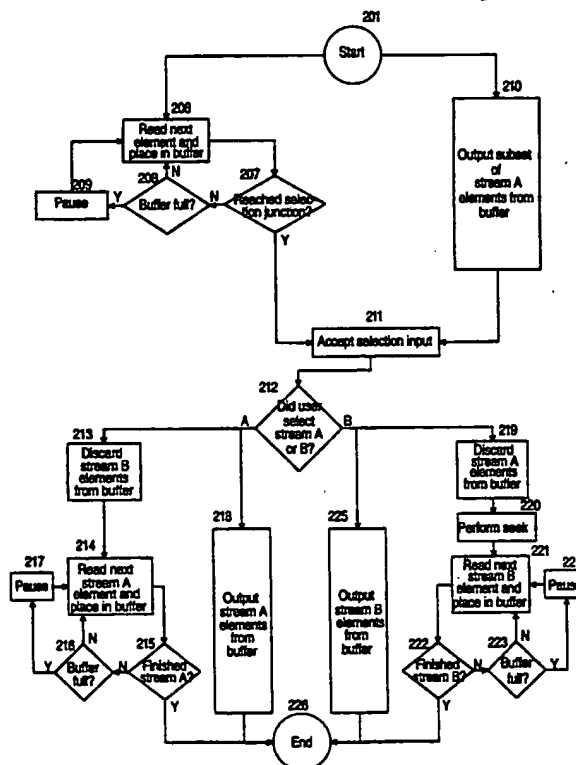 201
Start
206
Read next
element and
place in buffer
210
Output subset
of
stream A
elements from
buffer
209
Pause
Y
208
Buffer full?
N
N
207
Reached selec-
tion junction?
Y
211
Accept selection input
212
Did user
select
stream A
or B?
A
B
213
Discard
stream B
elements
from buffer
219
Discard
stream A
elements
from buffer
220
Perform seek
214
Read next
stream A
element and
place in buffer
217
Pause
Y
216
Buffer
full?
N
N
215
Finished
stream A?
Y
218
Output
stream A
elements
from
buffer
225
Output
stream B
elements
from
buffer
221
Read next
stream B
element and
place in buffer
22
Pause
222
Finished
stream B?
N
Y
223
Buffer
full?
N
Y
226
End